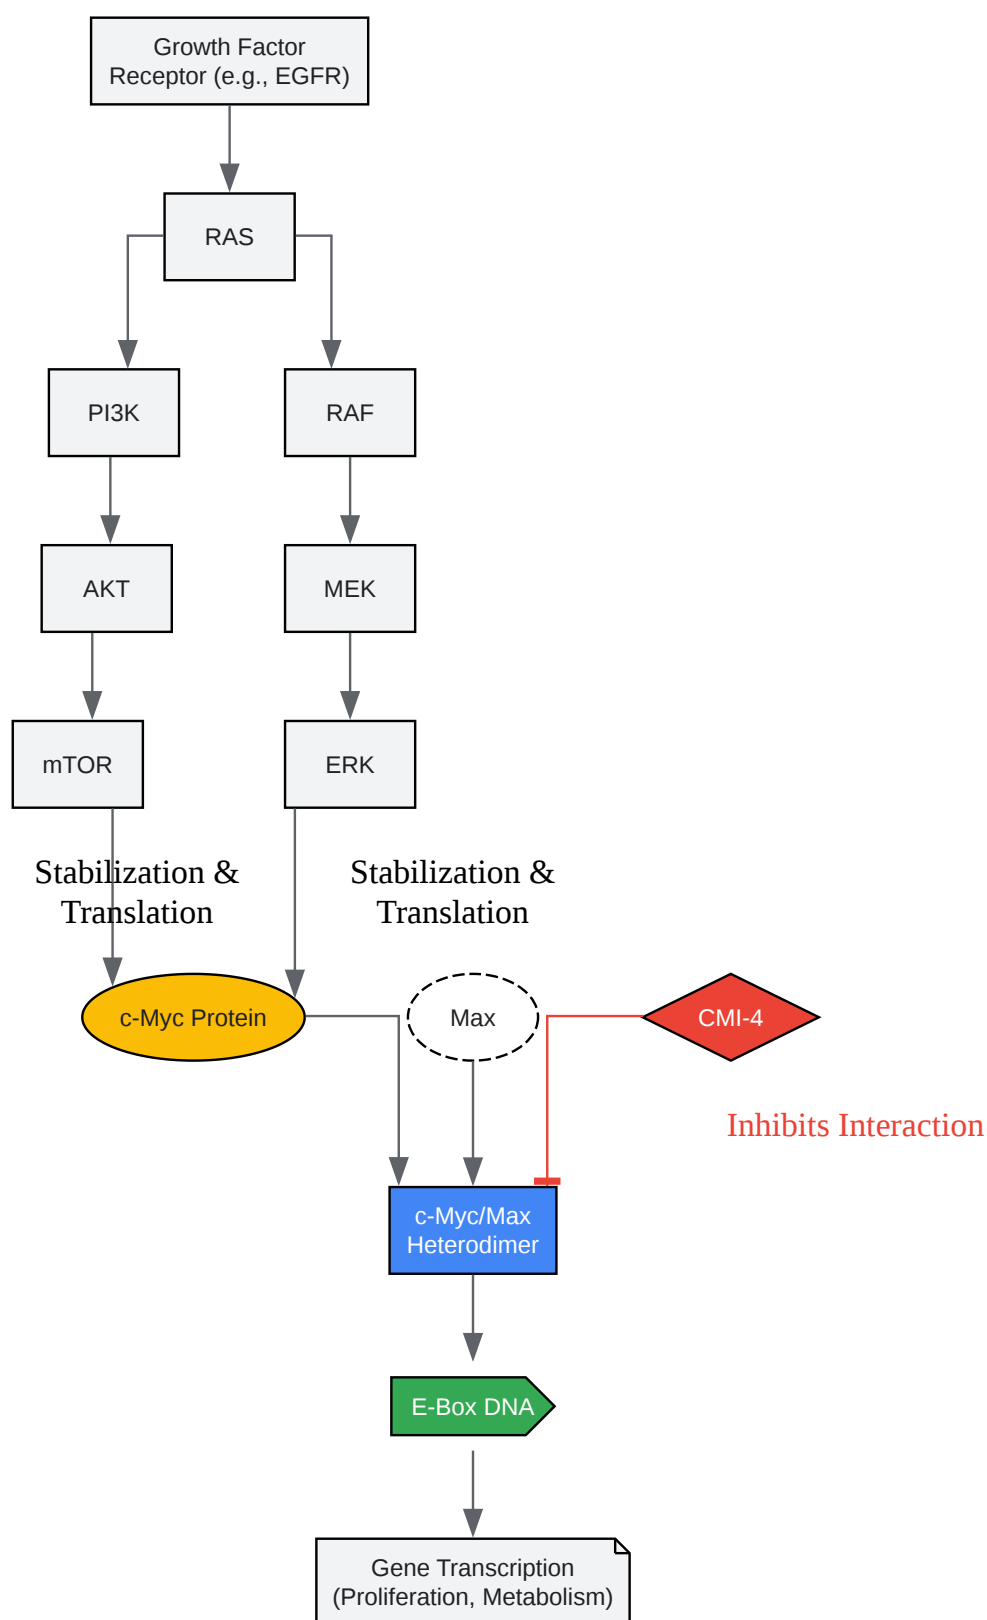 Growth Factor
Receptor (e.g., EGFR)
RAS
PI3K
RAF
AKT
MEK
mTOR
ERK
Stabilization &
Translation
Stabilization &
Translation
c-Myc Protein
Max
CMI-4
Inhibits Interaction
c-Myc/Max
Heterodimer
E-Box DNA
Gene Transcription
(Proliferation, Metabolism)